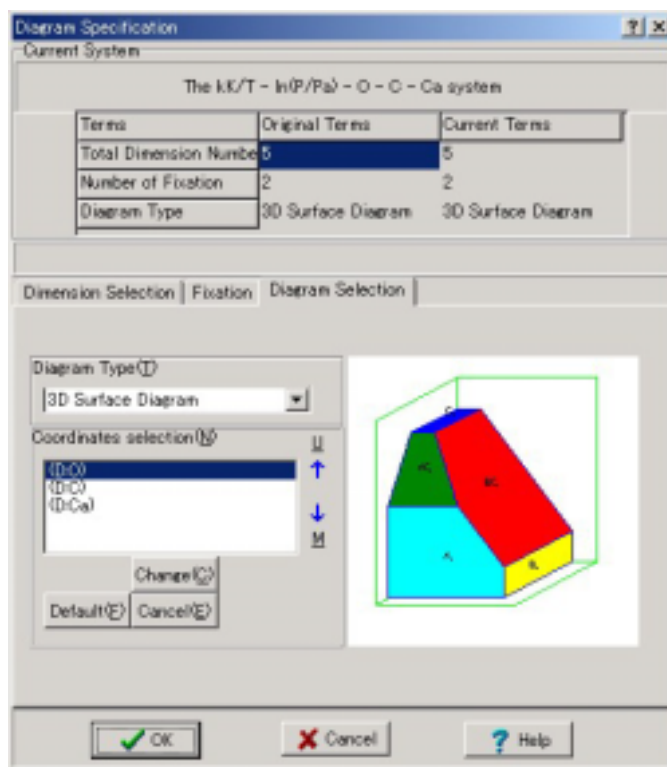 Diagram Specification
Current System
The kK/T - ln(P/Pa) - O - C - Ca system
Terms Original Terms Current Terms
Total Dimension Numbe 5 5
Number of Fixation 2 2
Diagram Type 3D Surface Diagram 3D Surface Diagram
Dimension Selection Fixation Diagram Selection
Diagram Type(T)
3D Surface Diagram
Coordinates selection(N)
U
(D:O)
(D:C)
(D:Ca)
M
Change(C)
Default(F) Cancel(E)
OK Cancel ? Help